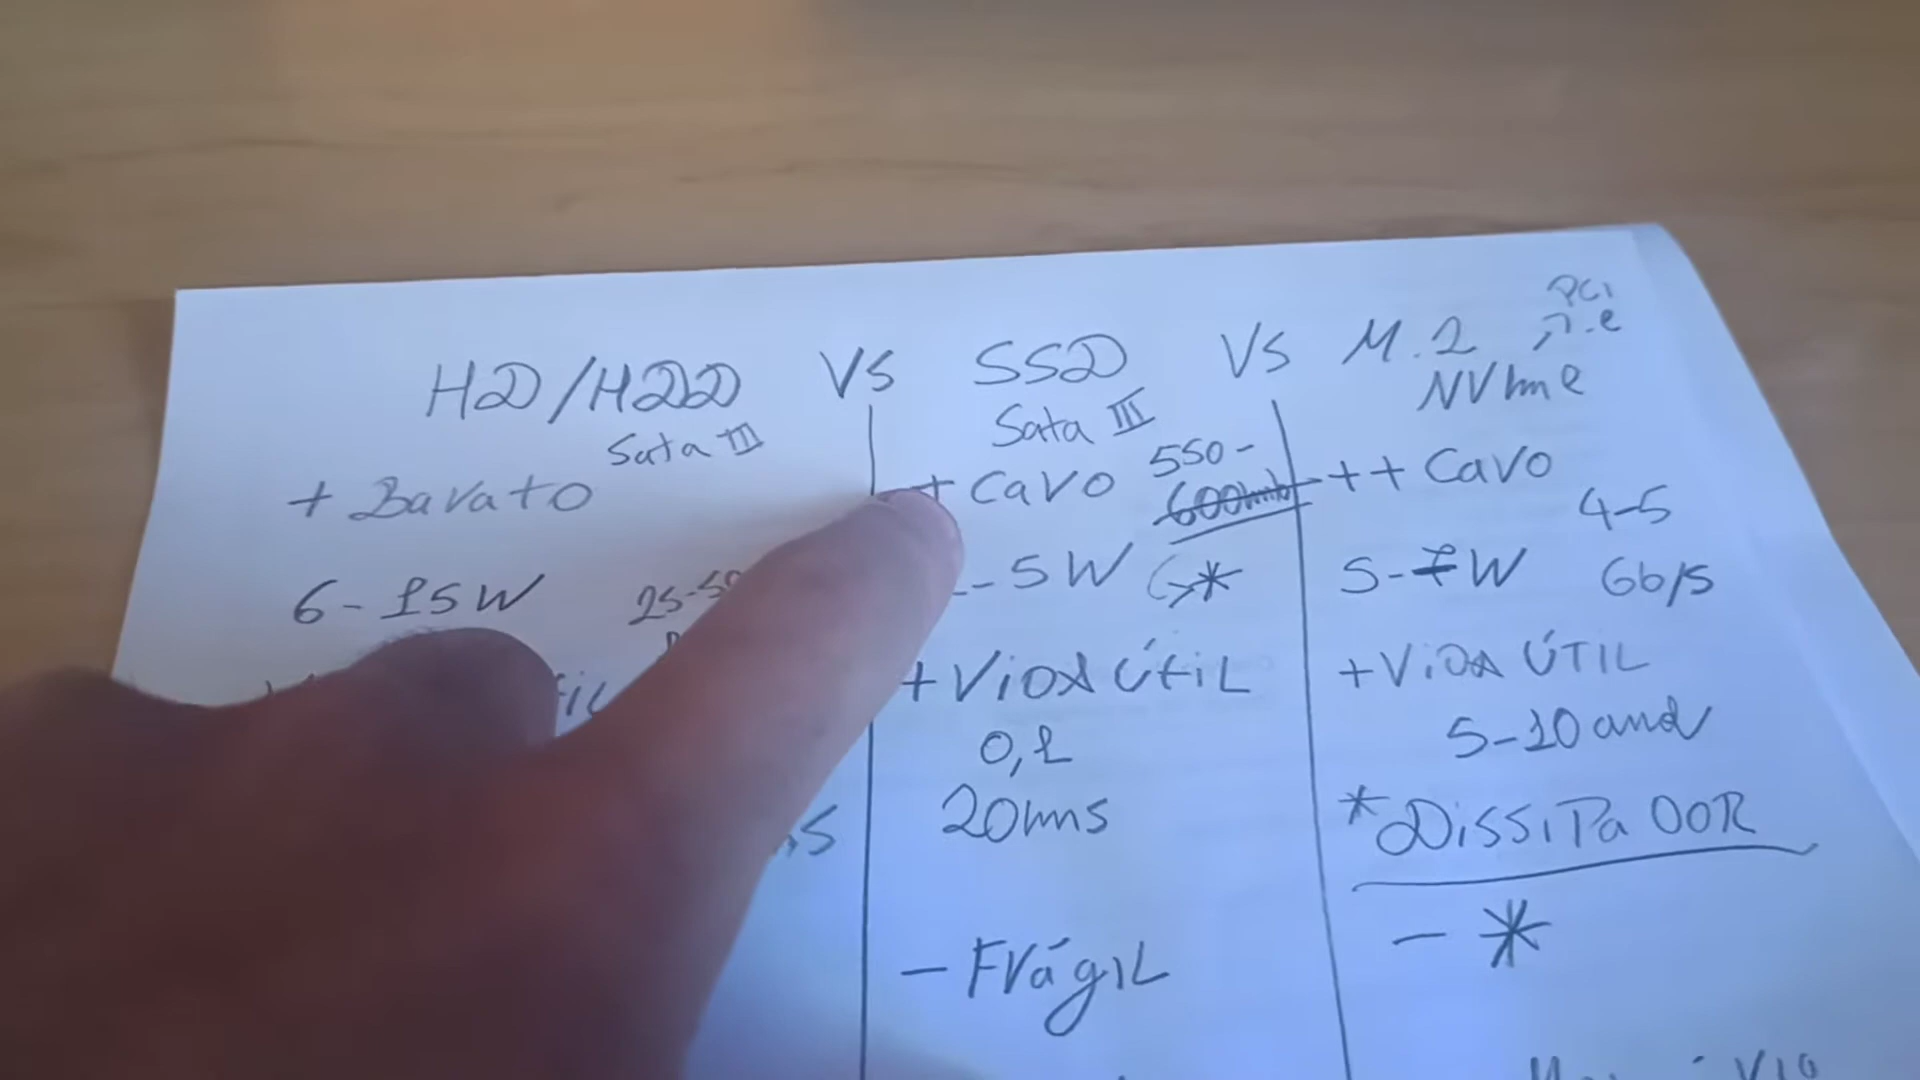 HD/HDD VS SSD VS M.2 PCI
NVme
Sata III
+ Barato
6-15W
Sata III
+ Caro 550-
600mb
-5W
+ Vida Útil
0,1
20ms
- Frágil
++ Caro
4-5
5-7W Gb/s
+ Vida ÚTIL
5-10 anos
* DissiPaDOR
- *